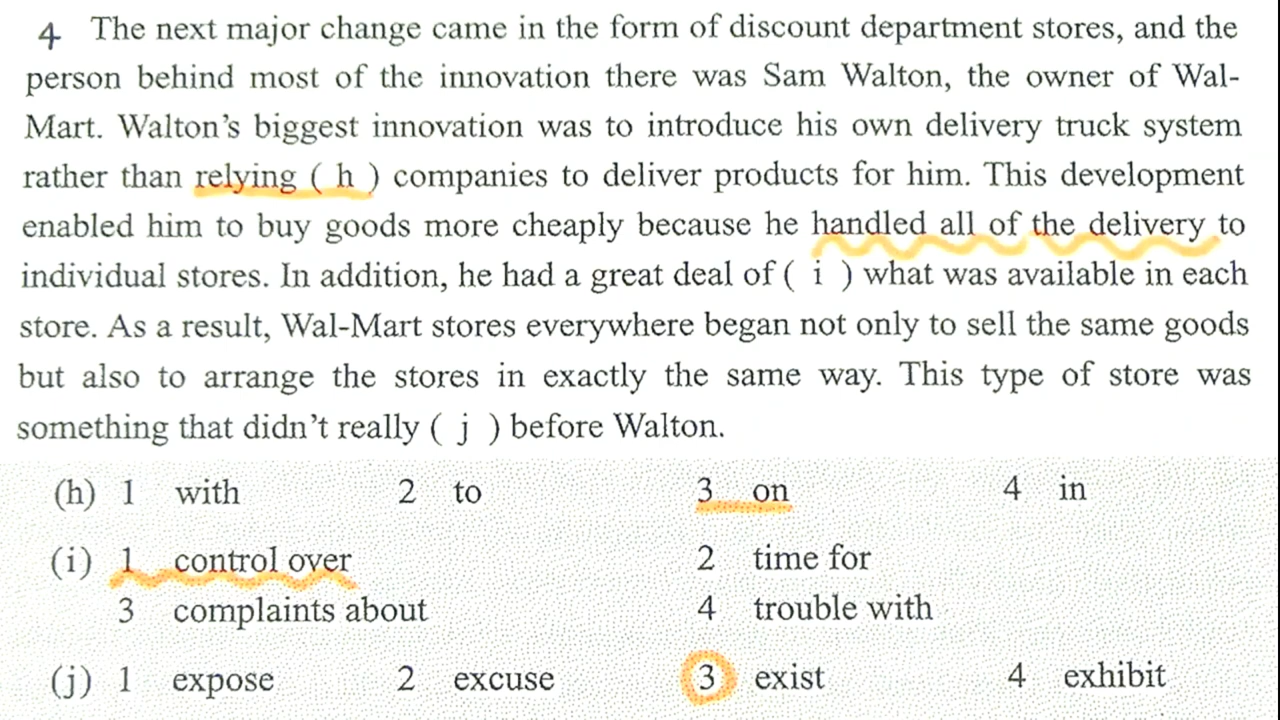 4 The next major change came in the form of discount department stores, and the
person behind most of the innovation there was Sam Walton, the owner of Wal-
Mart. Walton's biggest innovation was to introduce his own delivery truck system
rather than relying ( h ) companies to deliver products for him. This development
enabled him to buy goods more cheaply because he handled all of the delivery to
individual stores. In addition, he had a great deal of ( i ) what was available in each
store. As a result, Wal-Mart stores everywhere began not only to sell the same goods
but also to arrange the stores in exactly the same way. This type of store was
something that didn't really ( j ) before Walton.
(h) 1 with 2 to 3 on 4 in
(i) 1 control over 2 time for
3 complaints about 4 trouble with
(j) 1 expose 2 excuse 3 exist 4 exhibit